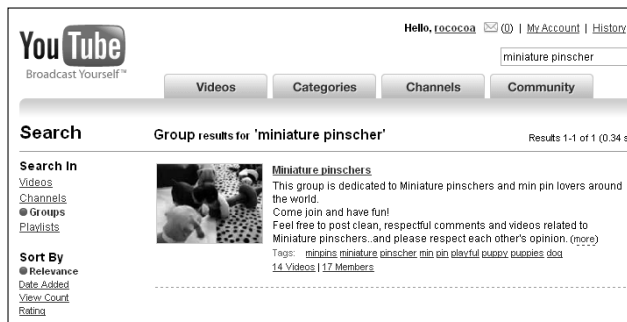 Hello, rococoa (0) | My Account | History
You Tube
Broadcast Yourself™
miniature pinscher
Videos Categories Channels Community
Search
Group results for 'miniature pinscher'
Results 1-1 of 1 (0.34 s
Search In
Videos
Channels
Groups
Playlists
Sort By
Relevance
Date Added
View Count
Rating
Miniature pinschers
This group is dedicated to Miniature pinschers and min pin lovers around
the world.
Come join and have fun!
Feel free to post clean, respectful comments and videos related to
Miniature pinschers..and please respect each other's opinion. (more)
Tags: minpins miniature pinscher min pin playful puppy puppies dog
14 Videos | 17 Members